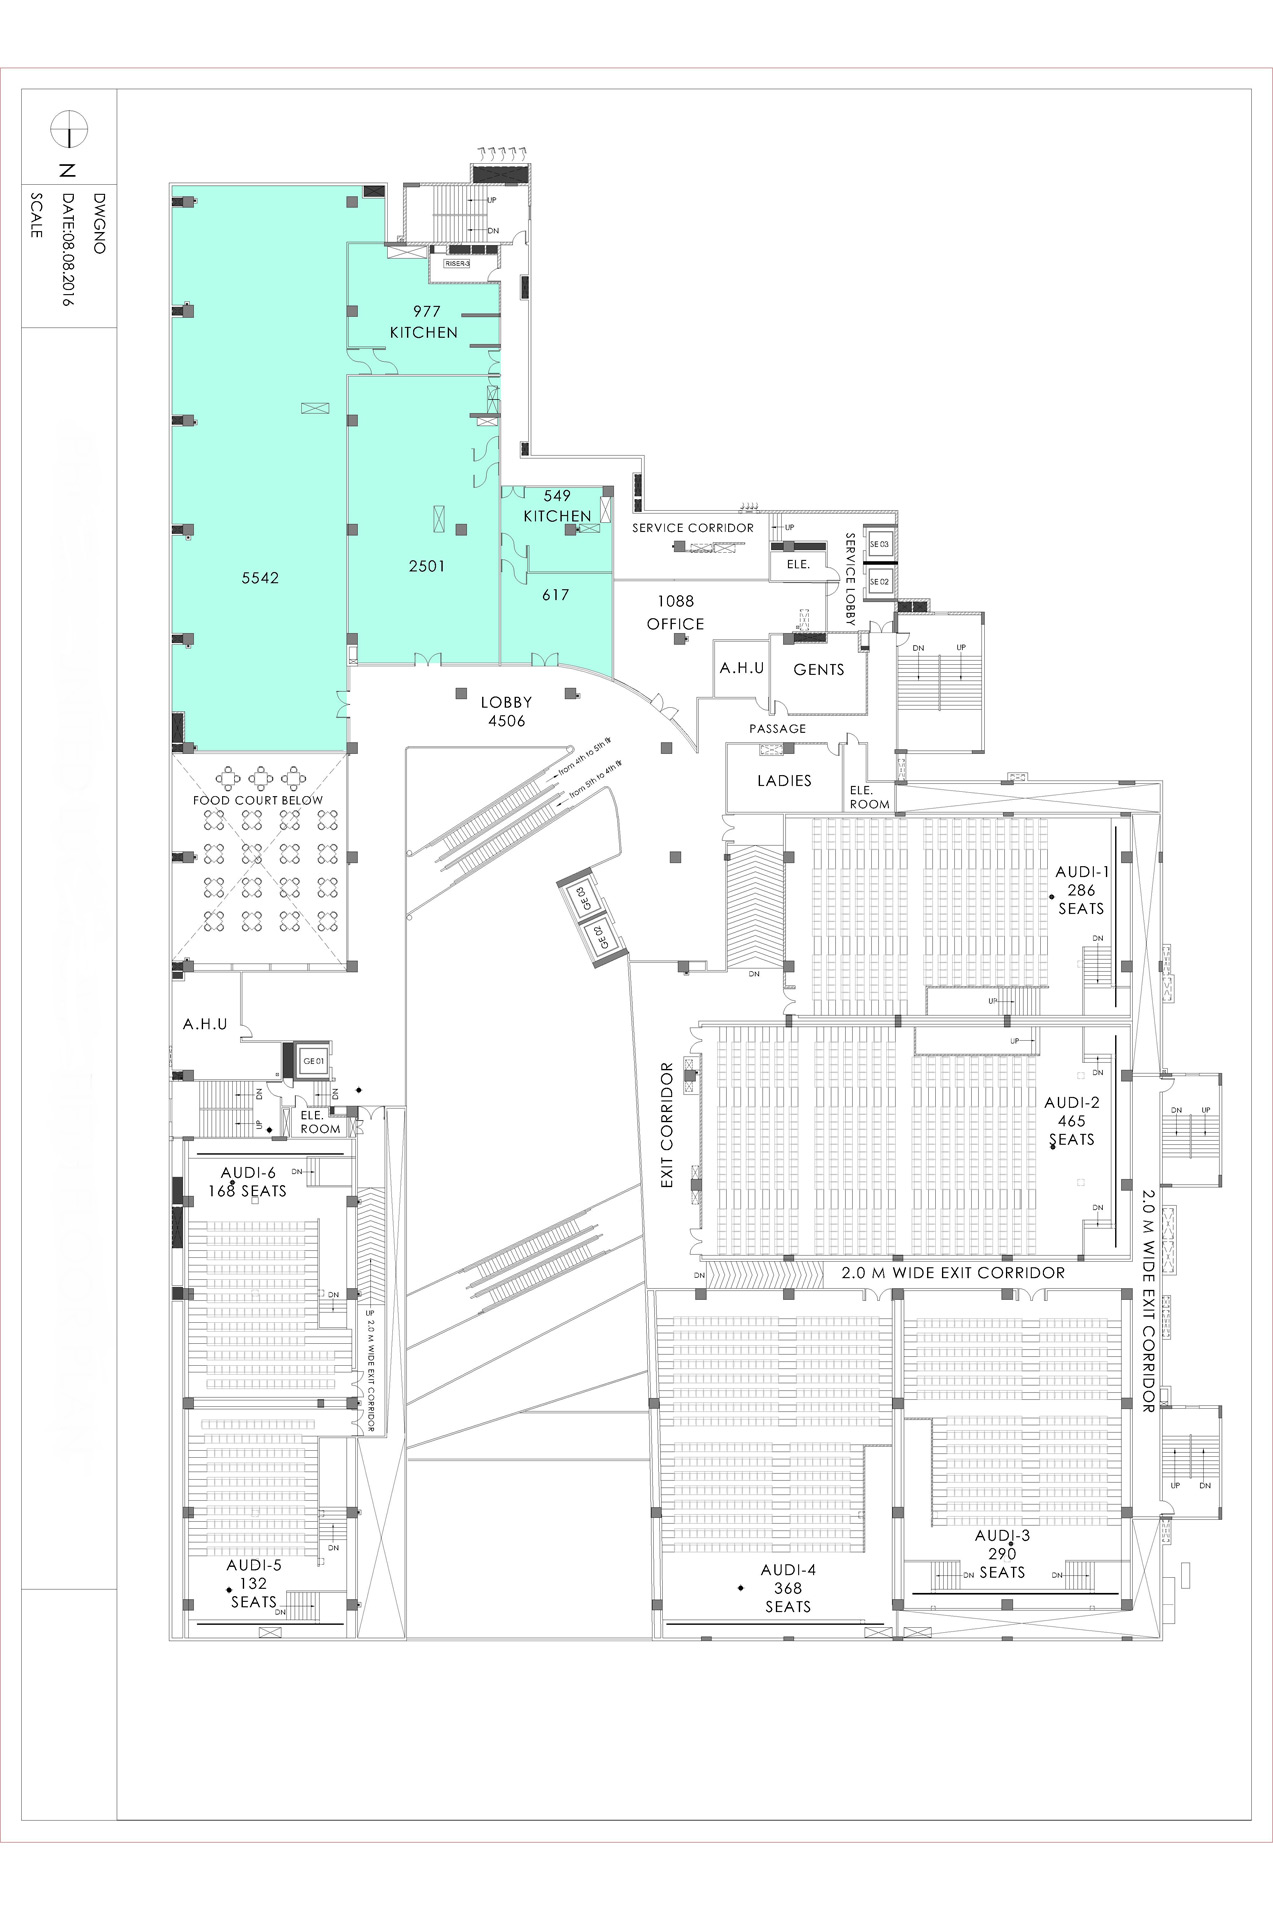 N
DWGNO
DATE:08.08.2016
SCALE
UP
DN
RISER-3
977
KITCHEN
549
KITCHEN
SERVICE CORRIDOR
UP
ELE.
SERVICE LOBBY
SE 03
SE 02
5542
2501
617
1088
OFFICE
A.H.U
GENTS
DN
UP
LOBBY
4506
PASSAGE
from 4th to 5th flr
from 5th to 4th flr
LADIES
ELE.
ROOM
FOOD COURT BELOW
GE 03
GE 02
DN
AUDI-1
286
SEATS
DN
UP
A.H.U
GE 01
DN
UP
DN
ELE.
ROOM
EXIT CORRIDOR
UP
DN
AUDI-2
465
SEATS
DN
DN
UP
AUDI-6
168 SEATS
DN
DN
UP
2.0 M WIDE EXIT CORRIDOR
DN
2.0 M WIDE EXIT CORRIDOR
2.0 M WIDE EXIT CORRIDOR
UP
DN
AUDI-5
132
SEATS
DN
DN
AUDI-4
368
SEATS
AUDI-3
290
SEATS
DN
DN